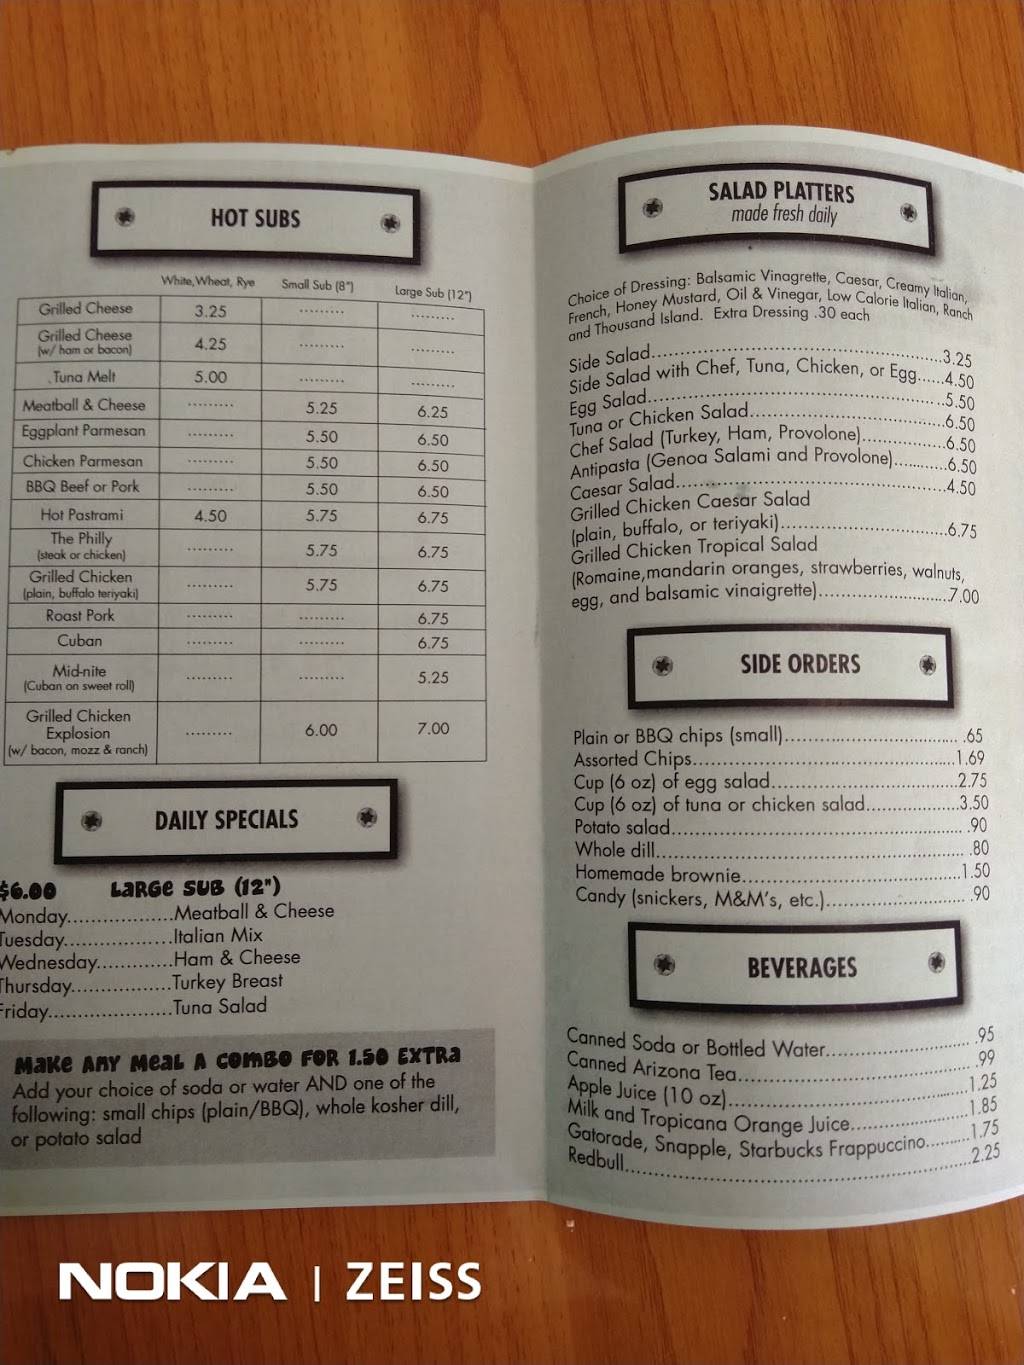 HOT SUBS
White, Wheat, Rye Small Sub (8") Large Sub (12")
Grilled Cheese 3.25 ......... .........
Grilled Cheese
(w/ ham or bacon) 4.25 ......... .........
Tuna Melt 5.00 ......... .........
Meatball & Cheese ......... 5.25 6.25
Eggplant Parmesan ......... 5.50 6.50
Chicken Parmesan ......... 5.50 6.50
BBQ Beef or Pork ......... 5.50 6.50
Hot Pastrami 4.50 5.75 6.75
The Philly
(steak or chicken) ......... 5.75 6.75
Grilled Chicken
(plain, buffalo teriyaki) ......... 5.75 6.75
Roast Pork ......... ......... 6.75
Cuban ......... ......... 6.75
Mid-nite
(Cuban on sweet roll) ......... ......... 5.25
Grilled Chicken
Explosion
(w/ bacon, mozz & ranch) ......... 6.00 7.00
DAILY SPECIALS
$6.00 LARGE SUB (12")
Monday.................Meatball & Cheese
Tuesday.................Italian Mix
Wednesday............Ham & Cheese
Thursday................Turkey Breast
Friday....................Tuna Salad
MAKE ANY MEAL A COMBO FOR 1.50 EXTRA
Add your choice of soda or water AND one of the
following: small chips (plain/BBQ), whole kosher dill,
or potato salad
SALAD PLATTERS
made fresh daily
Choice of Dressing: Balsamic Vinagrette, Caesar, Creamy Italian,
French, Honey Mustard, Oil & Vinegar, Low Calorie Italian, Ranch
and Thousand Island. Extra Dressing .30 each
Side Salad................................................3.25
Side Salad with Chef, Tuna, Chicken, or Egg......4.50
Egg Salad................................................5.50
Tuna or Chicken Salad................................6.50
Chef Salad (Turkey, Ham, Provolone)..............6.50
Antipasta (Genoa Salami and Provolone).........6.50
Caesar Salad............................................4.50
Grilled Chicken Caesar Salad
(plain, buffalo, or teriyaki)...........................6.75
Grilled Chicken Tropical Salad
(Romaine,mandarin oranges, strawberries, walnuts,
egg, and balsamic vinaigrette)......................7.00
SIDE ORDERS
Plain or BBQ chips (small)............................ .65
Assorted Chips...........................................1.69
Cup (6 oz) of egg salad..............................2.75
Cup (6 oz) of tuna or chicken salad...............3.50
Potato salad............................................... .90
Whole dill.................................................. .80
Homemade brownie...................................1.50
Candy (snickers, M&M's, etc.)....................... .90
BEVERAGES
Canned Soda or Bottled Water........................ .95
Canned Arizona Tea...................................... .99
Apple Juice (10 oz).......................................1.25
Milk and Tropicana Orange Juice....................1.85
Gatorade, Snapple, Starbucks Frappuccino.........1.75
Redbull......................................................2.25
NOKIA | ZEISS